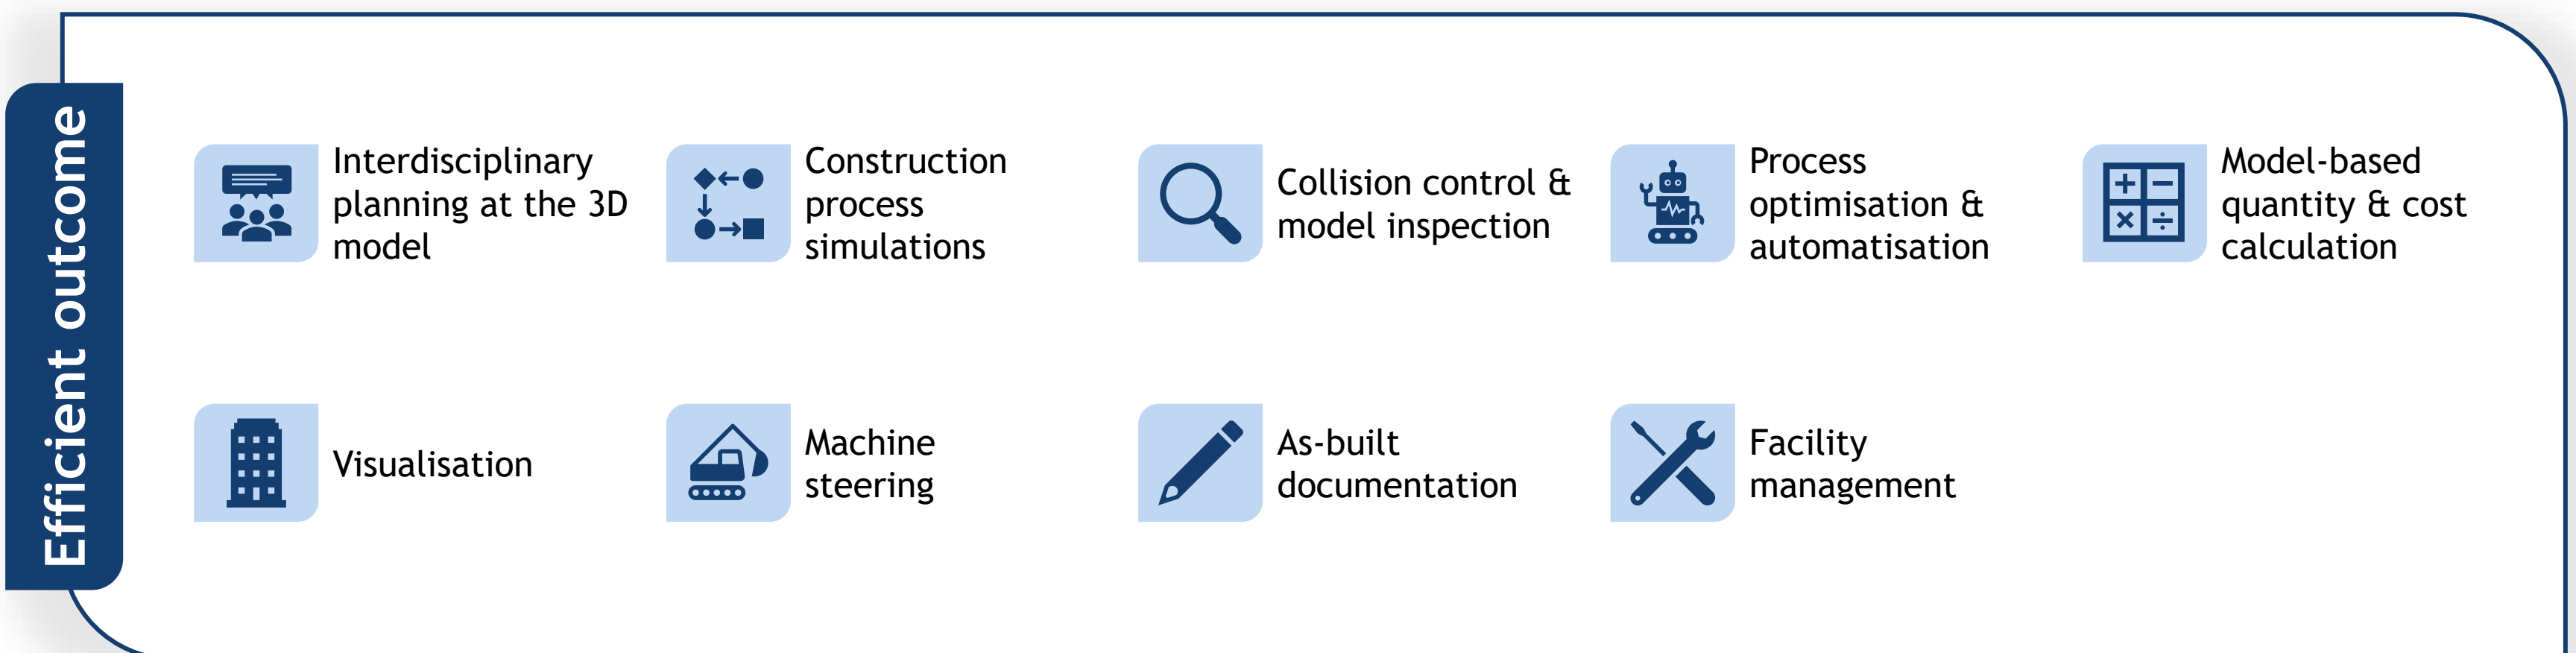 Efficient outcome
Interdisciplinary
planning at the 3D
model
Construction
process
simulations
Collision control &
model inspection
Process
optimisation &
automatisation
Model-based
quantity & cost
calculation
Visualisation
Machine
steering
As-built
documentation
Facility
management